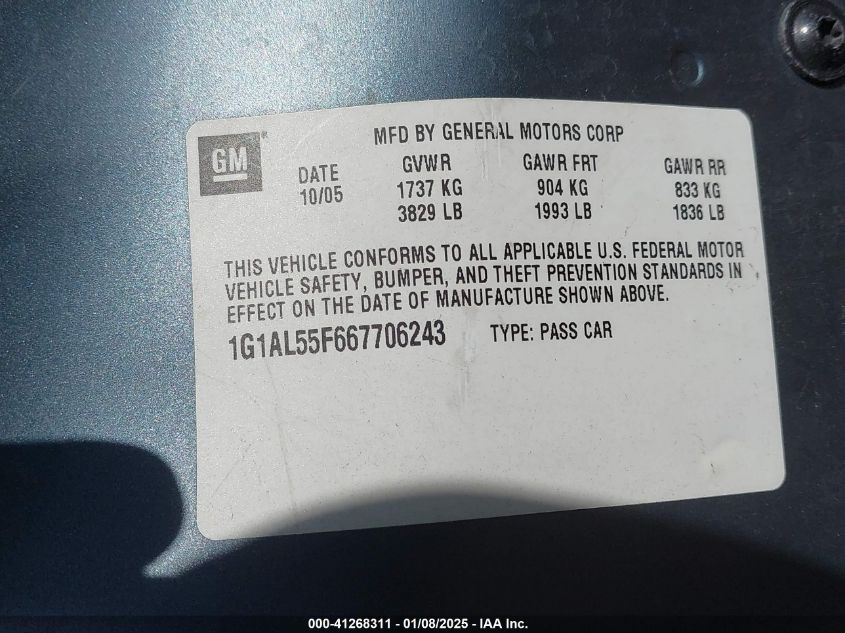 GM®
MFD BY GENERAL MOTORS CORP
DATE
10/05
GVWR
1737 KG
3829 LB
GAWR FRT
904 KG
1993 LB
GAWR RR
833 KG
1836 LB
THIS VEHICLE CONFORMS TO ALL APPLICABLE U.S. FEDERAL MOTOR
VEHICLE SAFETY, BUMPER, AND THEFT PREVENTION STANDARDS IN
EFFECT ON THE DATE OF MANUFACTURE SHOWN ABOVE.
1G1AL55F667706243 TYPE: PASS CAR
000-41268311 - 01/08/2025 - IAA Inc.